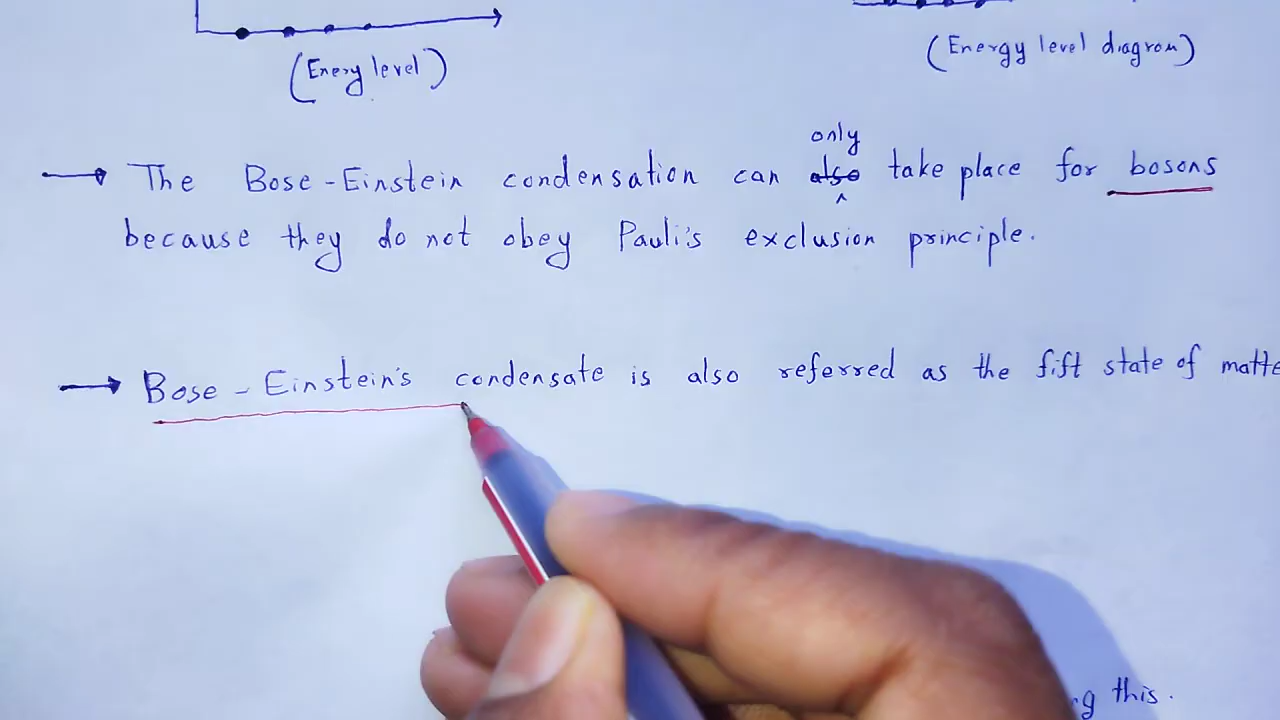 (Enery level)
(Energy level diagram)
only
→ The Bose-Einstein condensation can also take place for bosons
because they do not obey Pauli's exclusion principle.
→ Bose-Einstein's condensate is also referred as the fift state of matte
this.